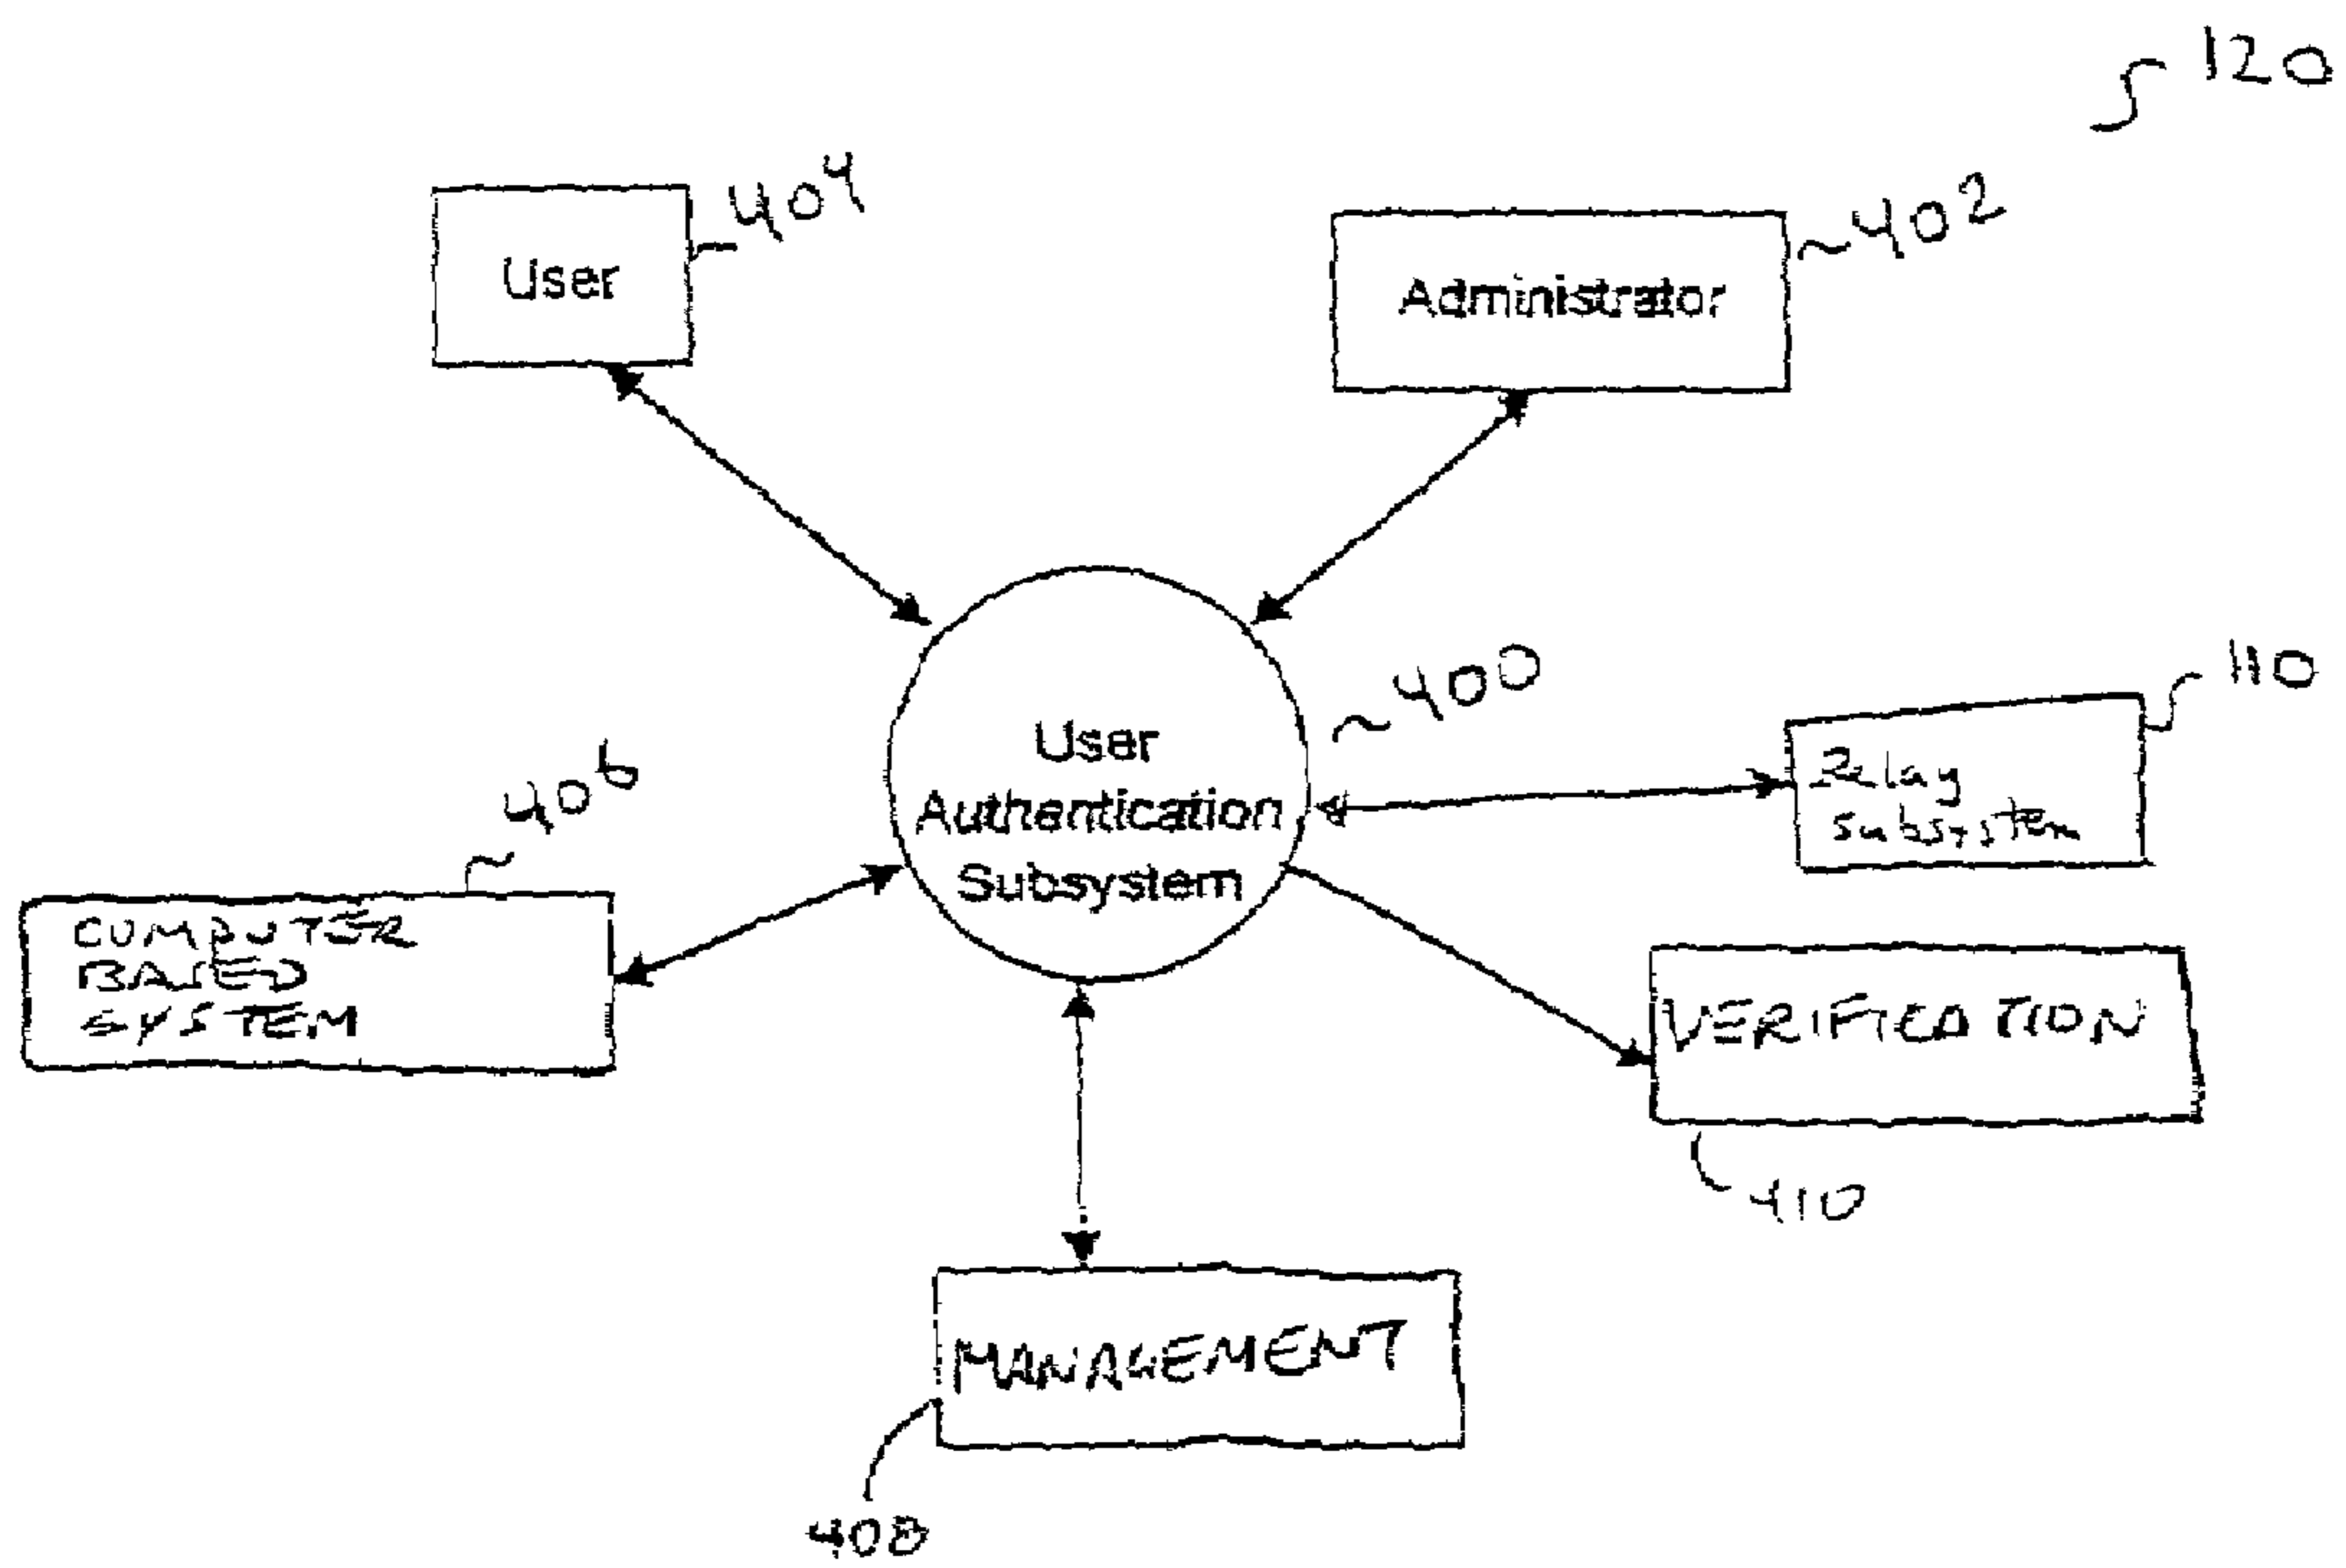 120
404
User
402
Administrator
400
User
Authentication
Subsystem
110
Relay
Subsystem
406
COMPUTER
BASED
SYSTEM
VERIFICATION
410
MANAGEMENT
408